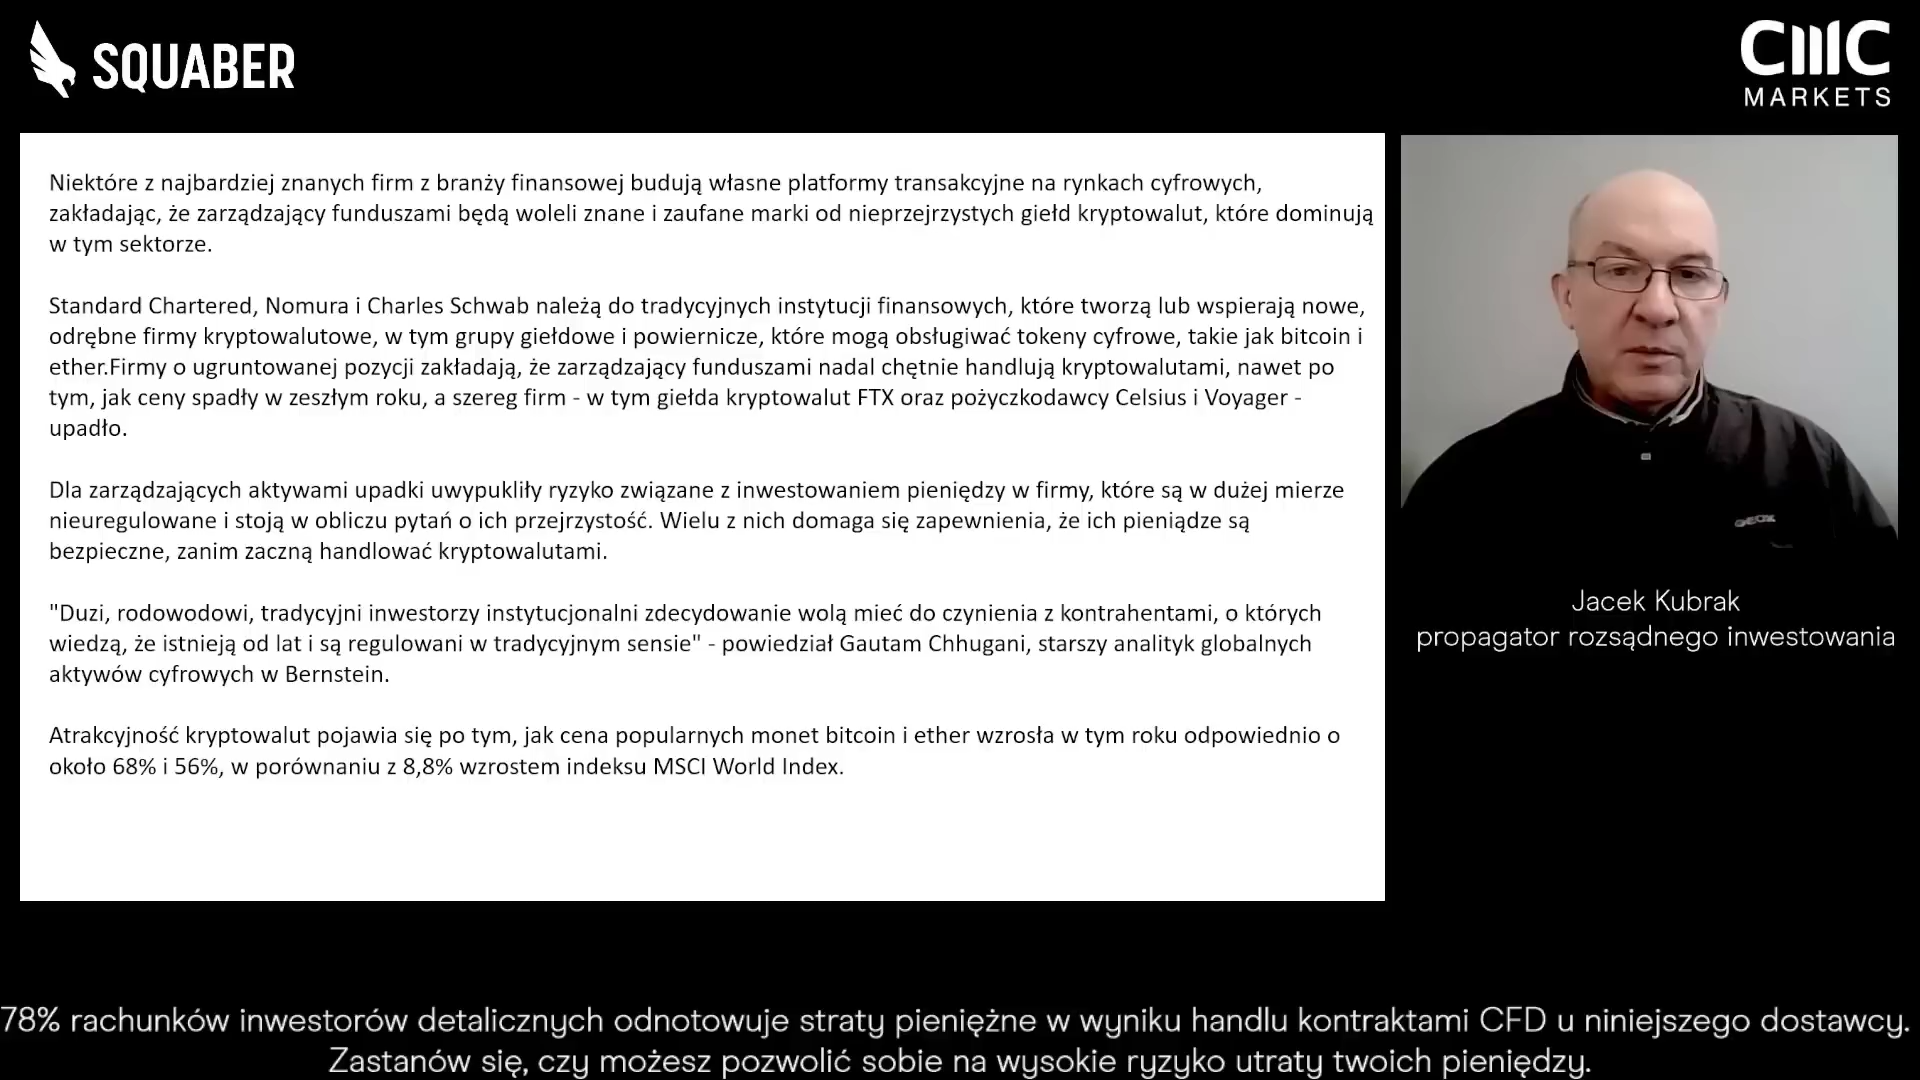 SQUABER
CMC
MARKETS
Niektóre z najbardziej znanych firm z branży finansowej budują własne platformy transakcyjne na rynkach cyfrowych,
zakładając, że zarządzający funduszami będą woleli znane i zaufane marki od nieprzejrzystych giełd kryptowalut, które dominują
w tym sektorze.
Standard Chartered, Nomura i Charles Schwab należą do tradycyjnych instytucji finansowych, które tworzą lub wspierają nowe,
odrębne firmy kryptowalutowe, w tym grupy giełdowe i powiernicze, które mogą obsługiwać tokeny cyfrowe, takie jak bitcoin i
ether.Firmy o ugruntowanej pozycji zakładają, że zarządzający funduszami nadal chętnie handlują kryptowalutami, nawet po
tym, jak ceny spadły w zeszłym roku, a szereg firm - w tym giełda kryptowalut FTX oraz pożyczkodawcy Celsius i Voyager -
upadło.
Dla zarządzających aktywami upadki uwypukliły ryzyko związane z inwestowaniem pieniędzy w firmy, które są w dużej mierze
nieuregulowane i stoją w obliczu pytań o ich przejrzystość. Wielu z nich domaga się zapewnienia, że ich pieniądze są
bezpieczne, zanim zaczną handlować kryptowalutami.
"Duzi, rodowodowi, tradycyjni inwestorzy instytucjonalni zdecydowanie wolą mieć do czynienia z kontrahentami, o których
wiedzą, że istnieją od lat i są regulowani w tradycyjnym sensie" - powiedział Gautam Chhugani, starszy analityk globalnych
aktywów cyfrowych w Bernstein.
Atrakcyjność kryptowalut pojawia się po tym, jak cena popularnych monet bitcoin i ether wzrosła w tym roku odpowiednio o
około 68% i 56%, w porównaniu z 8,8% wzrostem indeksu MSCI World Index.
GEOX
Jacek Kubrak
propagator rozsądnego inwestowania
78% rachunków inwestorów detalicznych odnotowuje straty pieniężne w wyniku handlu kontraktami CFD u niniejszego dostawcy.
Zastanów się, czy możesz pozwolić sobie na wysokie ryzyko utraty twoich pieniędzy.